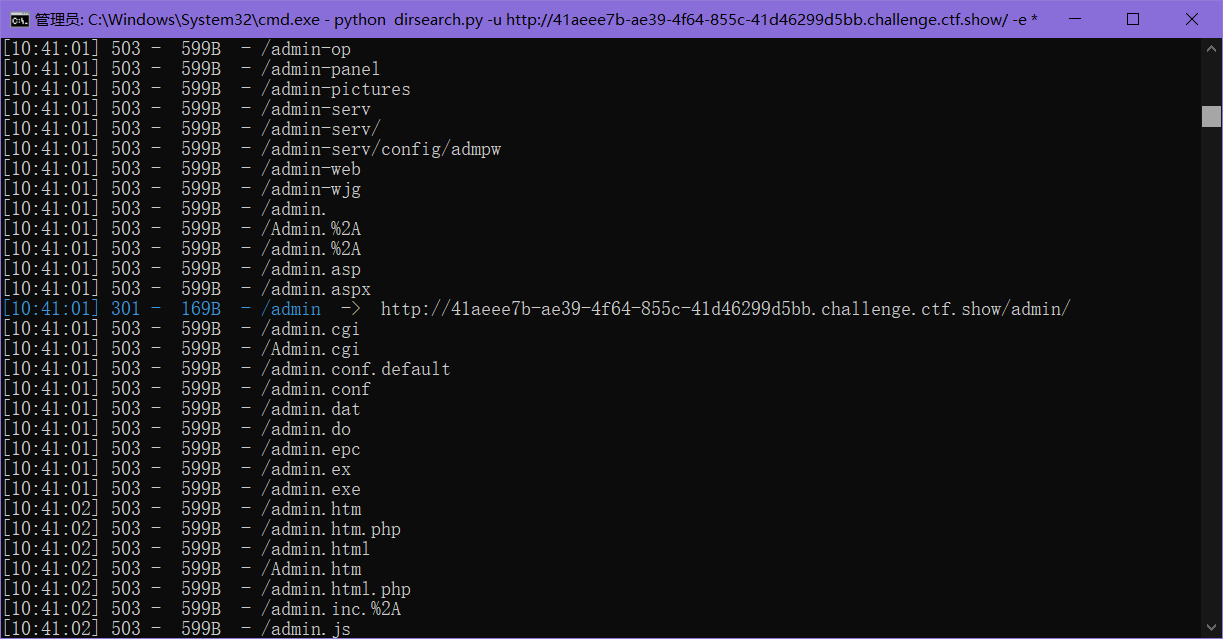 管理员: C:\Windows\System32\cmd.exe - python  dirsearch.py -u http://41aeee7b-ae39-4f64-855c-41d46299d5bb.challenge.ctf.show/ -e *
[10:41:01] 503 -  599B  - /admin-op
[10:41:01] 503 -  599B  - /admin-panel
[10:41:01] 503 -  599B  - /admin-pictures
[10:41:01] 503 -  599B  - /admin-serv
[10:41:01] 503 -  599B  - /admin-serv/
[10:41:01] 503 -  599B  - /admin-serv/config/admpw
[10:41:01] 503 -  599B  - /admin-web
[10:41:01] 503 -  599B  - /admin-wjg
[10:41:01] 503 -  599B  - /admin.
[10:41:01] 503 -  599B  - /Admin.%2A
[10:41:01] 503 -  599B  - /admin.%2A
[10:41:01] 503 -  599B  - /admin.asp
[10:41:01] 503 -  599B  - /admin.aspx
[10:41:01] 301 -  169B  - /admin  ->  http://41aeee7b-ae39-4f64-855c-41d46299d5bb.challenge.ctf.show/admin/
[10:41:01] 503 -  599B  - /admin.cgi
[10:41:01] 503 -  599B  - /Admin.cgi
[10:41:01] 503 -  599B  - /admin.conf.default
[10:41:01] 503 -  599B  - /admin.conf
[10:41:01] 503 -  599B  - /admin.dat
[10:41:01] 503 -  599B  - /admin.do
[10:41:01] 503 -  599B  - /admin.epc
[10:41:01] 503 -  599B  - /admin.ex
[10:41:01] 503 -  599B  - /admin.exe
[10:41:02] 503 -  599B  - /admin.htm
[10:41:02] 503 -  599B  - /admin.htm.php
[10:41:02] 503 -  599B  - /admin.html
[10:41:02] 503 -  599B  - /Admin.htm
[10:41:02] 503 -  599B  - /admin.html.php
[10:41:02] 503 -  599B  - /admin.inc.%2A
[10:41:02] 503 -  599B  - /admin.js